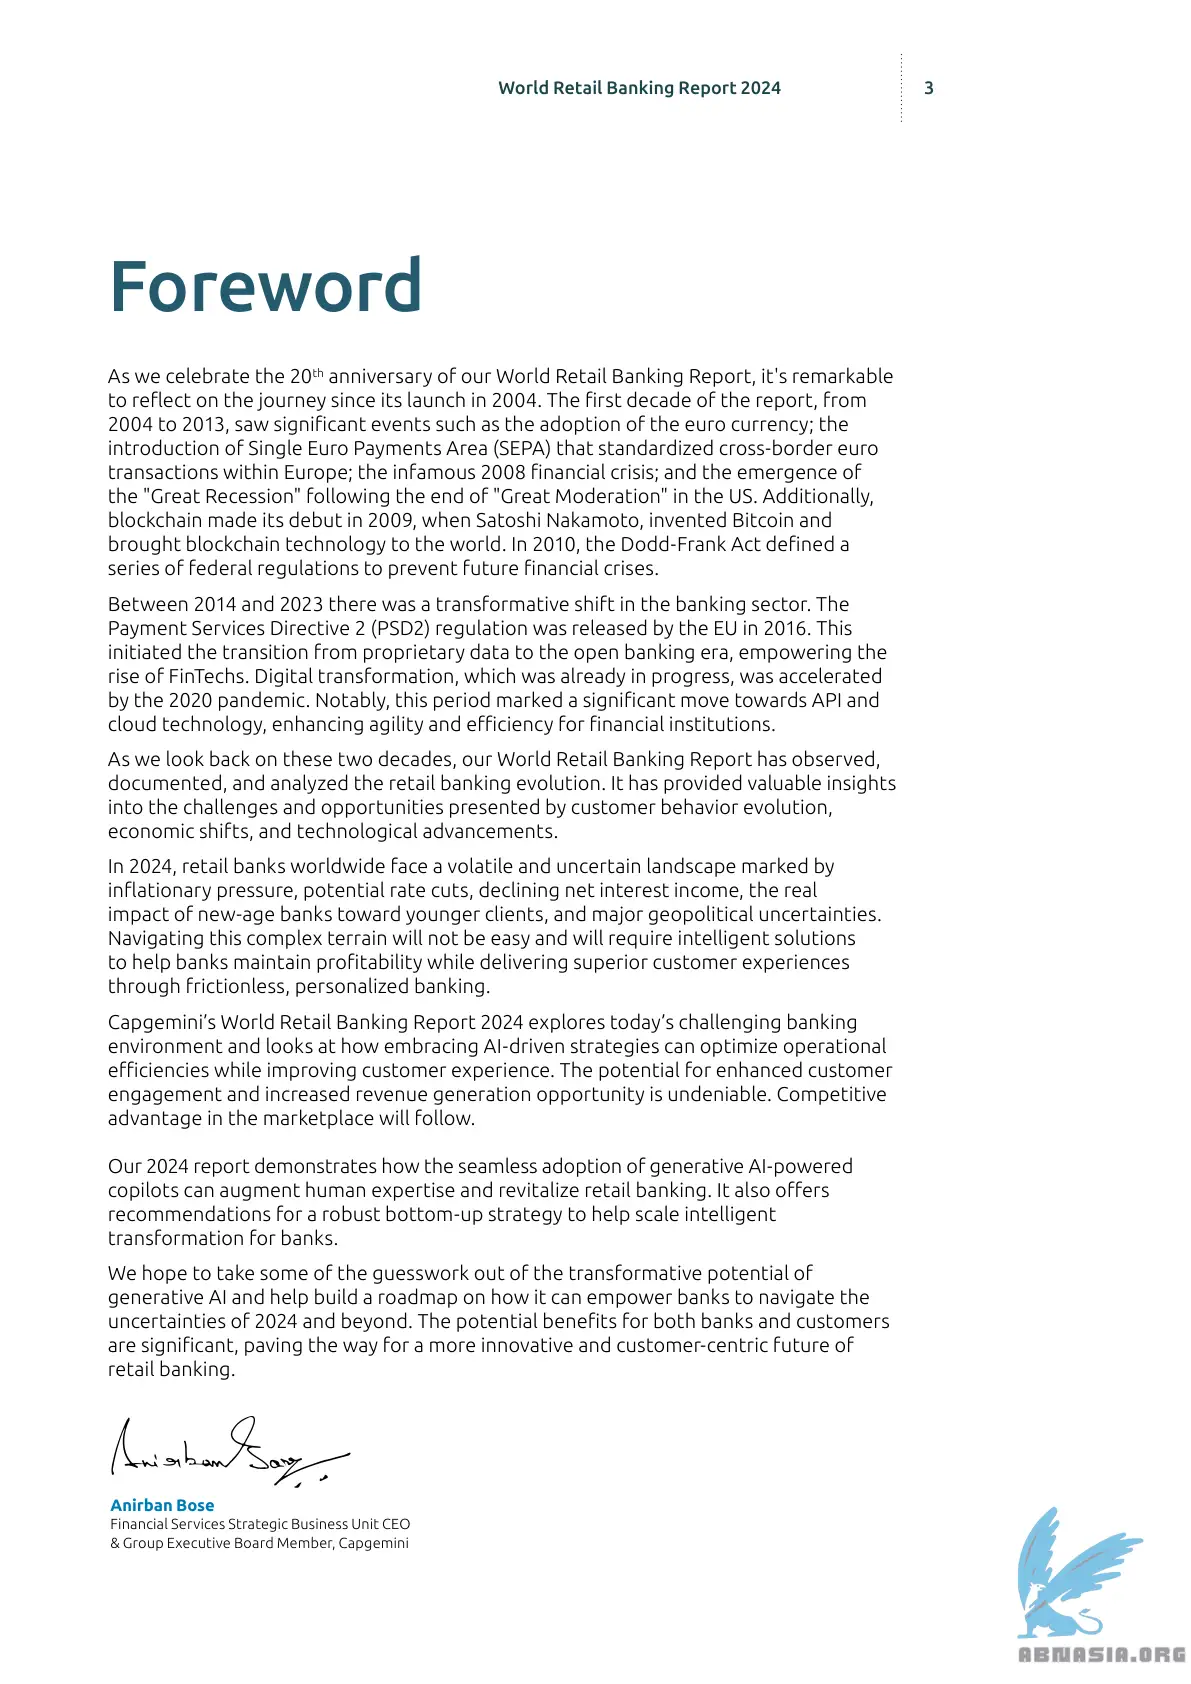 World Retail Banking Report 2024
3
Foreword
As we celebrate the 20th anniversary of our World Retail Banking Report, it's remarkable
to reflect on the journey since its launch in 2004. The first decade of the report, from
2004 to 2013, saw significant events such as the adoption of the euro currency; the
introduction of Single Euro Payments Area (SEPA) that standardized cross-border euro
transactions within Europe; the infamous 2008 financial crisis; and the emergence of
the "Great Recession" following the end of "Great Moderation" in the US. Additionally,
blockchain made its debut in 2009, when Satoshi Nakamoto, invented Bitcoin and
brought blockchain technology to the world. In 2010, the Dodd-Frank Act defined a
series of federal regulations to prevent future financial crises.
Between 2014 and 2023 there was a transformative shift in the banking sector. The
Payment Services Directive 2 (PSD2) regulation was released by the EU in 2016. This
initiated the transition from proprietary data to the open banking era, empowering the
rise of FinTechs. Digital transformation, which was already in progress, was accelerated
by the 2020 pandemic. Notably, this period marked a significant move towards API and
cloud technology, enhancing agility and efficiency for financial institutions.
As we look back on these two decades, our World Retail Banking Report has observed,
documented, and analyzed the retail banking evolution. It has provided valuable insights
into the challenges and opportunities presented by customer behavior evolution,
economic shifts, and technological advancements.
In 2024, retail banks worldwide face a volatile and uncertain landscape marked by
inflationary pressure, potential rate cuts, declining net interest income, the real
impact of new-age banks toward younger clients, and major geopolitical uncertainties.
Navigating this complex terrain will not be easy and will require intelligent solutions
to help banks maintain profitability while delivering superior customer experiences
through frictionless, personalized banking.
Capgemini’s World Retail Banking Report 2024 explores today’s challenging banking
environment and looks at how embracing AI-driven strategies can optimize operational
efficiencies while improving customer experience. The potential for enhanced customer
engagement and increased revenue generation opportunity is undeniable. Competitive
advantage in the marketplace will follow.
Our 2024 report demonstrates how the seamless adoption of generative AI-powered
copilots can augment human expertise and revitalize retail banking. It also offers
recommendations for a robust bottom-up strategy to help scale intelligent
transformation for banks.
We hope to take some of the guesswork out of the transformative potential of
generative AI and help build a roadmap on how it can empower banks to navigate the
uncertainties of 2024 and beyond. The potential benefits for both banks and customers
are significant, paving the way for a more innovative and customer-centric future of
retail banking.
Anirban
Anirban Bose
Financial Services Strategic Business Unit CEO
& Group Executive Board Member, Capgemini
ABNASIA.ORG